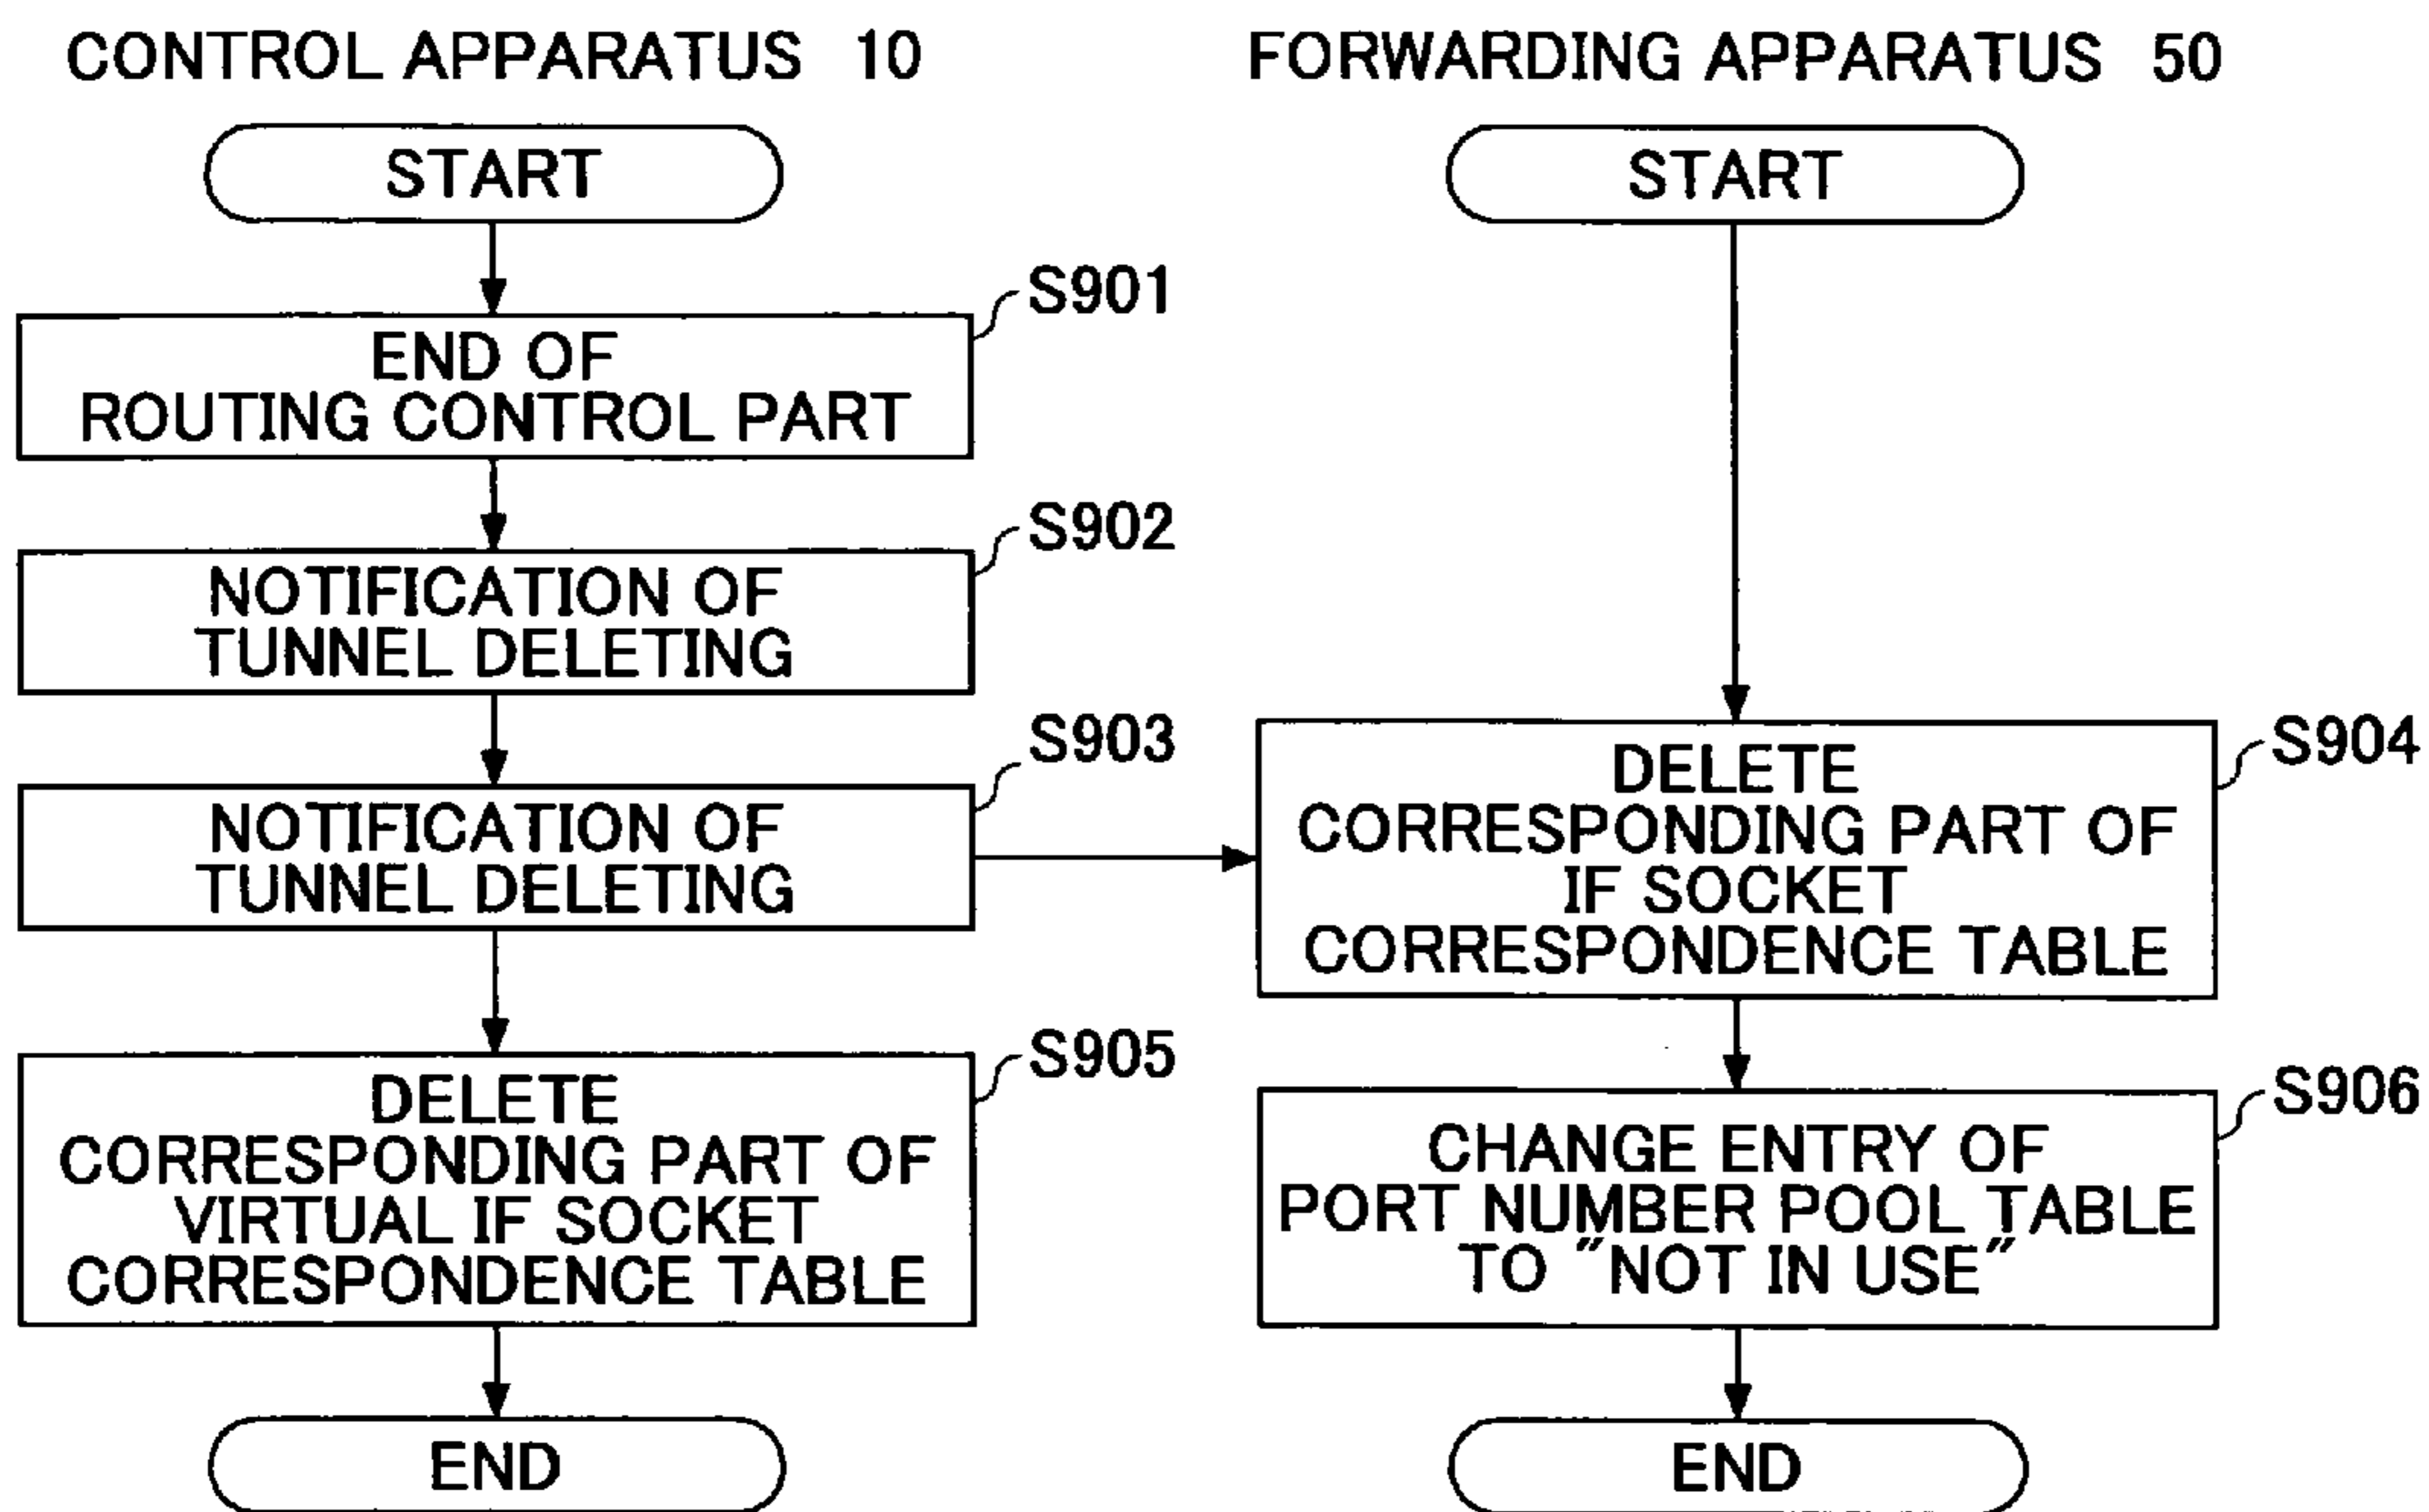 CONTROL APPARATUS 10
START
S901
END OF
ROUTING CONTROL PART
S902
NOTIFICATION OF
TUNNEL DELETING
S903
NOTIFICATION OF
TUNNEL DELETING
S905
DELETE
CORRESPONDING PART OF
VIRTUAL IF SOCKET
CORRESPONDENCE TABLE
END
FORWARDING APPARATUS 50
START
S904
DELETE
CORRESPONDING PART OF
IF SOCKET
CORRESPONDENCE TABLE
S906
CHANGE ENTRY OF
PORT NUMBER POOL TABLE
TO "NOT IN USE"
END